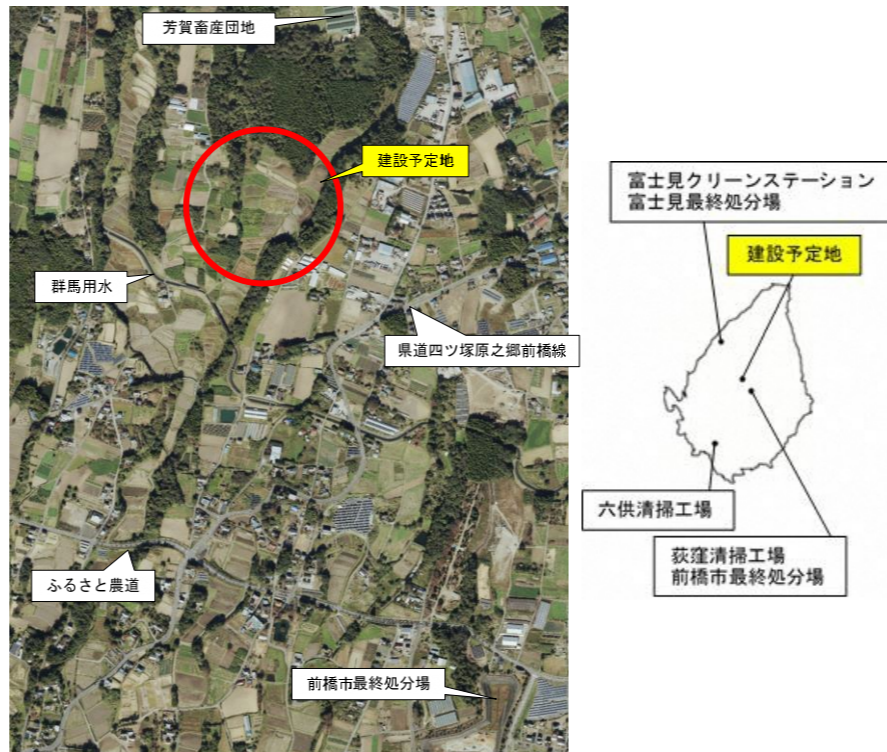 芳賀畜産団地
建設予定地
群馬用水
県道四ツ塚原之郷前橋線
ふるさと農道
前橋市最終処分場
富士見クリーンステーション
富士見最終処分場
建設予定地
六供清掃工場
荻窪清掃工場
前橋市最終処分場